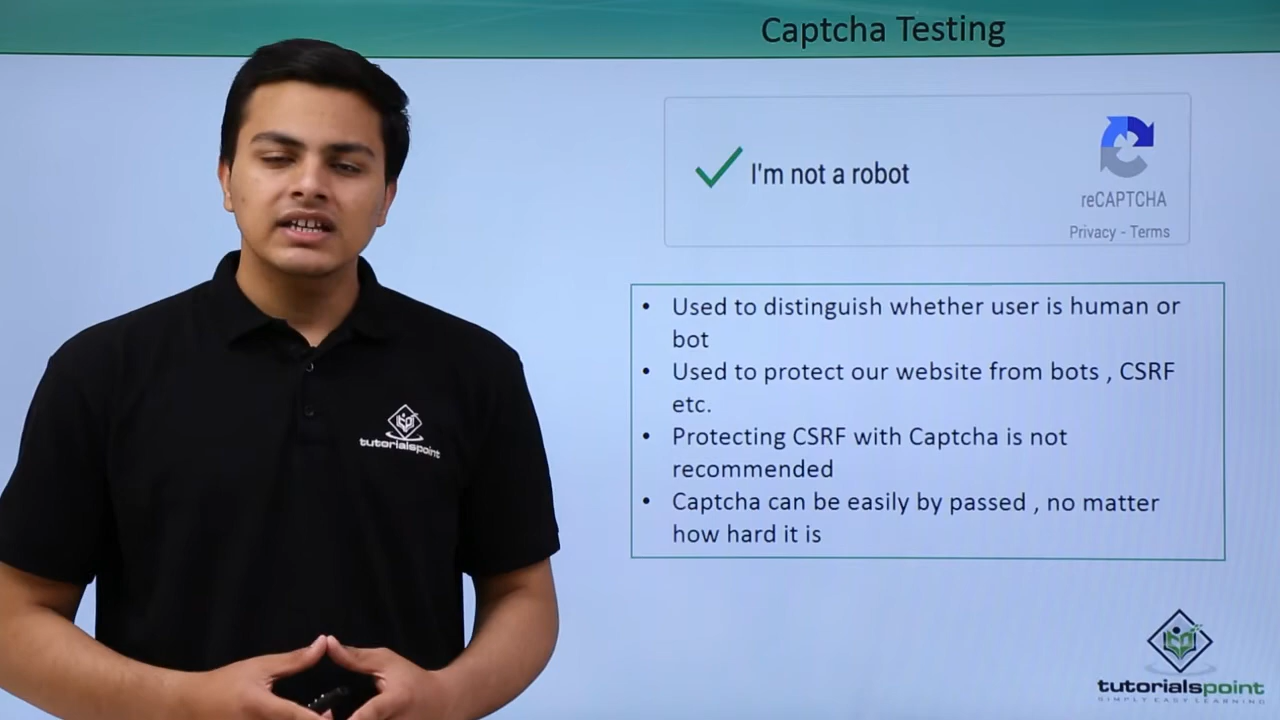 Captcha Testing
I'm not a robot
reCAPTCHA
Privacy - Terms
• Used to distinguish whether user is human or
bot
• Used to protect our website from bots , CSRF
etc.
• Protecting CSRF with Captcha is not
recommended
• Captcha can be easily by passed , no matter
how hard it is
tutorialspoint
tutorialspoint
SIMPLY EASY LEARNING